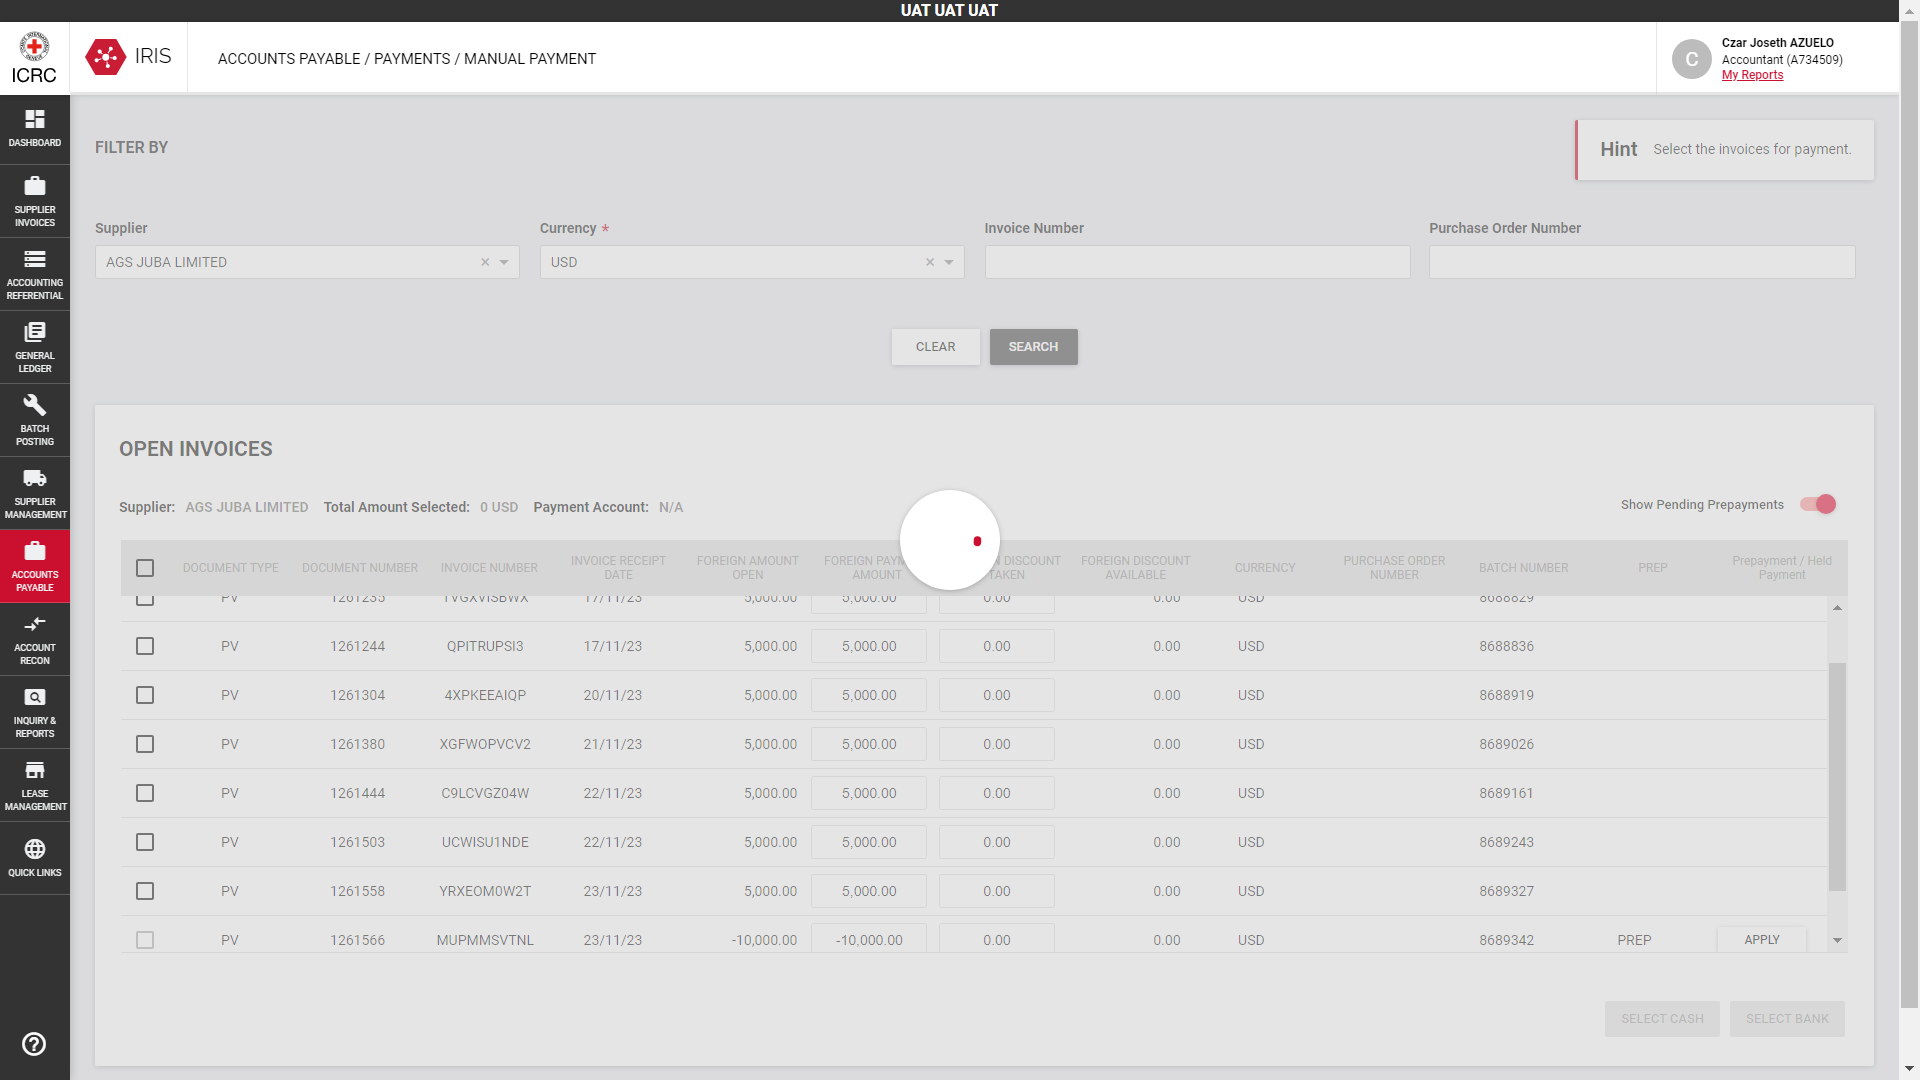 UAT UAT UAT
ICRC
IRIS
ACCOUNTS PAYABLE / PAYMENTS / MANUAL PAYMENT
C
Czar Joseth AZUELO
Accountant (A734509)
My Reports
DASHBOARD
SUPPLIER
INVOICES
ACCOUNTING
REFERENTIAL
GENERAL
LEDGER
BATCH
POSTING
SUPPLIER
MANAGEMENT
ACCOUNTS
PAYABLE
ACCOUNT
RECON
INQUIRY &
REPORTS
LEASE
MANAGEMENT
QUICK LINKS
FILTER BY
Hint Select the invoices for payment.
Supplier Currency * Invoice Number Purchase Order Number
AGS JUBA LIMITED × USD ×
CLEAR SEARCH
OPEN INVOICES
Supplier: AGS JUBA LIMITED Total Amount Selected: 0 USD Payment Account: N/A Show Pending Prepayments
DOCUMENT TYPE DOCUMENT NUMBER INVOICE NUMBER INVOICE RECEIPT DATE FOREIGN AMOUNT OPEN FOREIGN AMOUNT DISCOUNT TAKEN FOREIGN DISCOUNT AVAILABLE CURRENCY PURCHASE ORDER NUMBER BATCH NUMBER PREP Prepayment / Held Payment
PV 1261235 17/11/23 5,000.00 5,000.00 0.00 0.00 USD 8688829
PV 1261244 QPITRUPSI3 17/11/23 5,000.00 5,000.00 0.00 0.00 USD 8688836
PV 1261304 4XPKEEAIQP 20/11/23 5,000.00 5,000.00 0.00 0.00 USD 8688919
PV 1261380 XGFWOPVCV2 21/11/23 5,000.00 5,000.00 0.00 0.00 USD 8689026
PV 1261444 C9LCVGZ04W 22/11/23 5,000.00 5,000.00 0.00 0.00 USD 8689161
PV 1261503 UCWISU1NDE 22/11/23 5,000.00 5,000.00 0.00 0.00 USD 8689243
PV 1261558 YRXEOM0W2T 23/11/23 5,000.00 5,000.00 0.00 0.00 USD 8689327
PV 1261566 MUPMMSVTNL 23/11/23 -10,000.00 -10,000.00 0.00 0.00 USD 8689342 PREP APPLY
SELECT CASH SELECT BANK